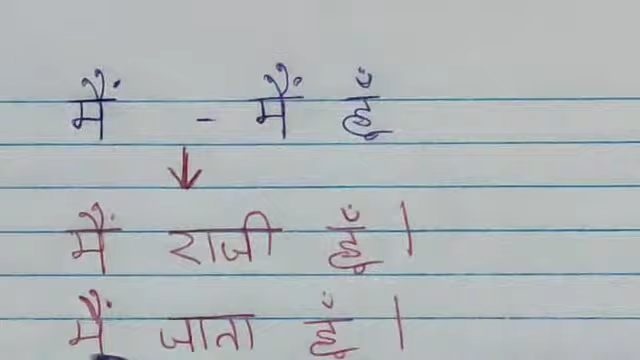 मैं - मैं हूँ
मैं राजी हूँ।
मैं जाता हूँ।